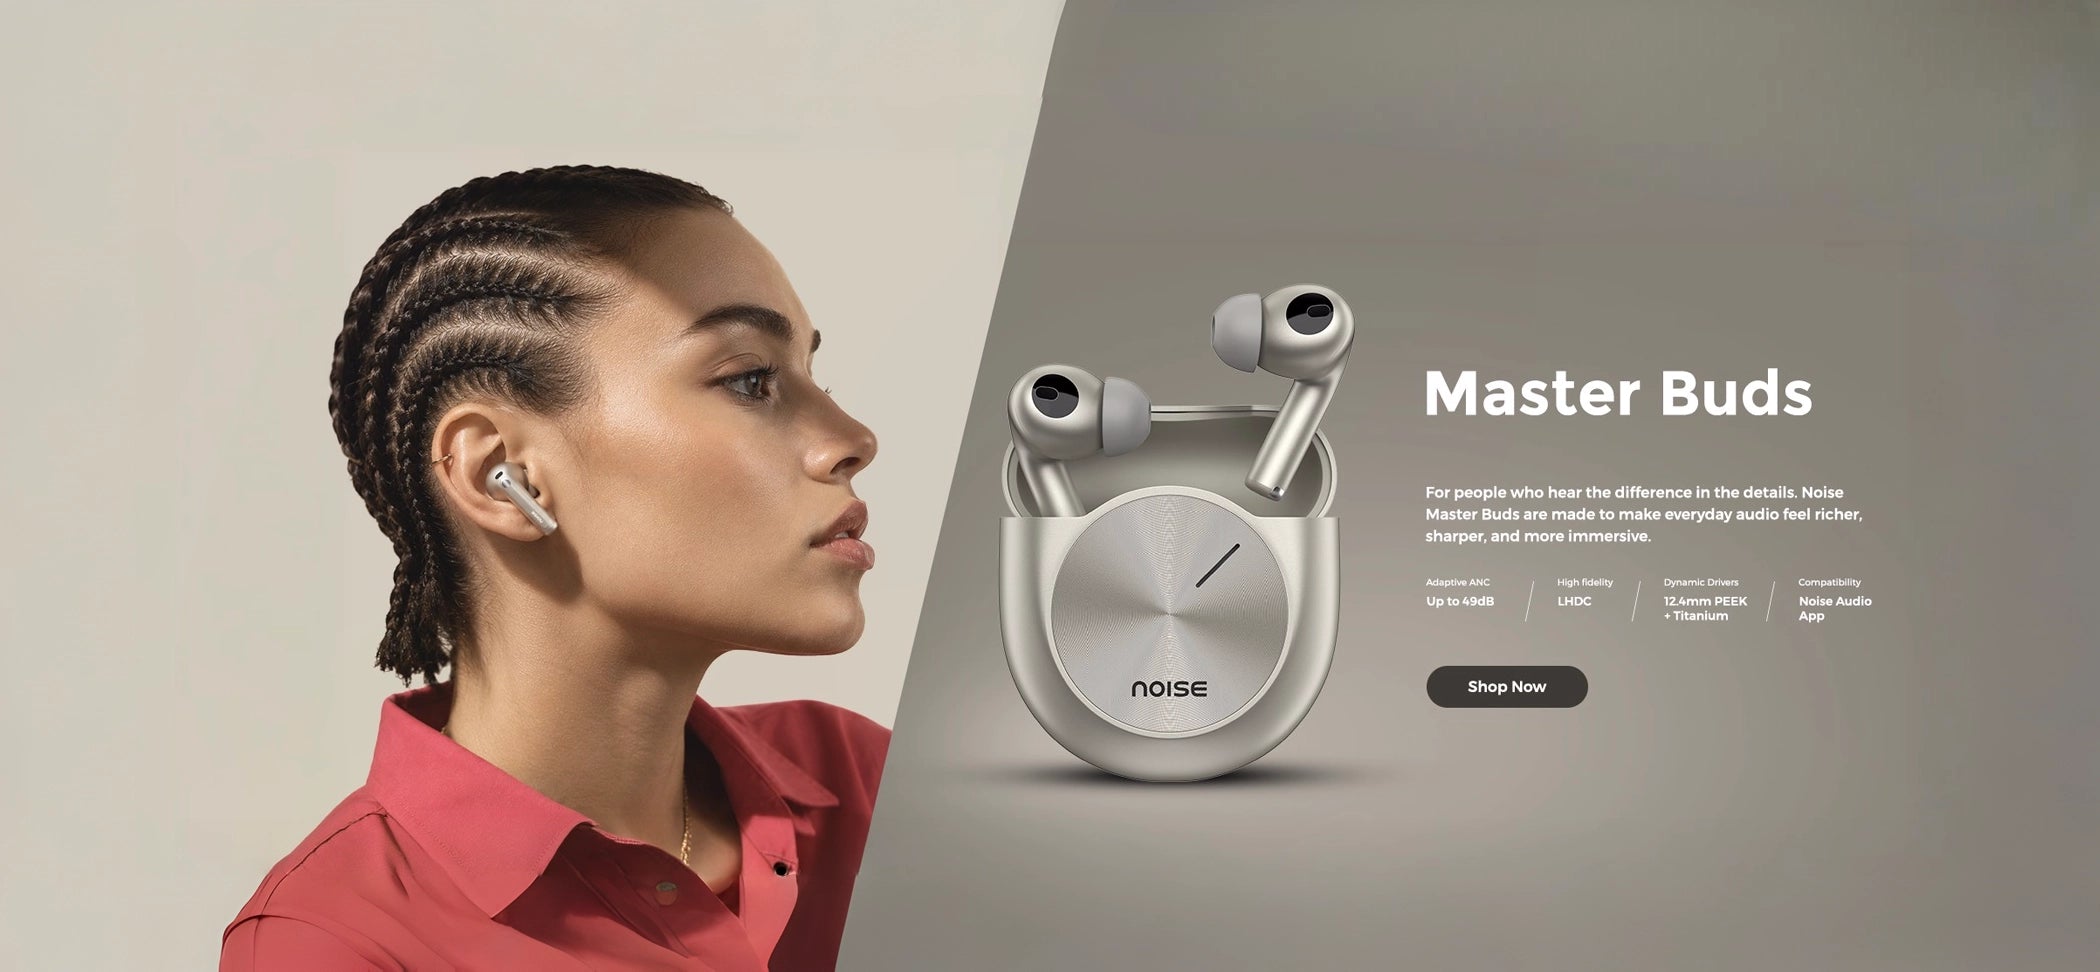 Master Buds
For people who hear the difference in the details. Noise
Master Buds are made to make everyday audio feel richer,
sharper, and more immersive.
Adaptive ANC
Up to 49dB
High fidelity
LHDC
Dynamic Drivers
12.4mm PEEK
+ Titanium
Compatibility
Noise Audio
App
Shop Now
NOISE